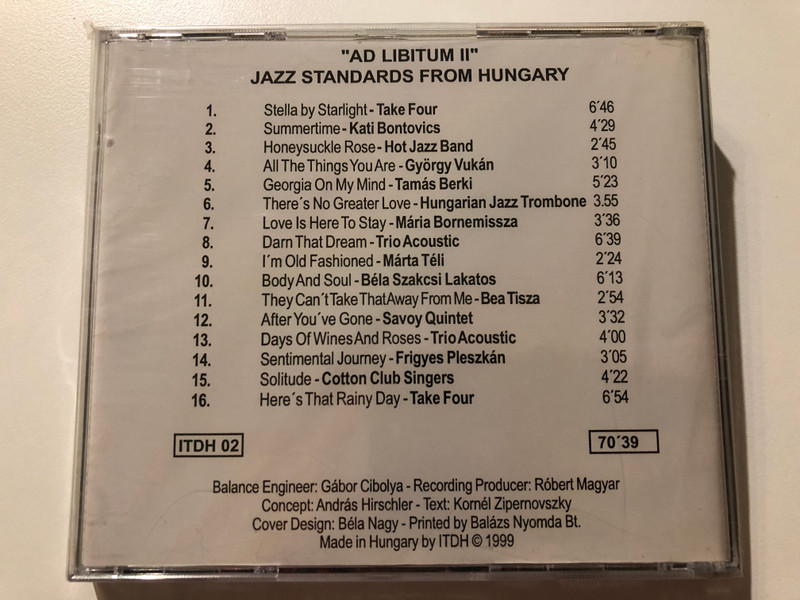 "AD LIBITUM II"
JAZZ STANDARDS FROM HUNGARY
1. Stella by Starlight - Take Four 6´46
2. Summertime - Kati Bontovics 4´29
3. Honeysuckle Rose - Hot Jazz Band 2´45
4. All The Things You Are - György Vukán 3´10
5. Georgia On My Mind - Tamás Berki 5´23
6. There´s No Greater Love - Hungarian Jazz Trombone 3.55
7. Love Is Here To Stay - Mária Bornemissza 3´36
8. Darn That Dream - Trio Acoustic 6´39
9. I´m Old Fashioned - Márta Téli 2´24
10. Body And Soul - Béla Szakcsi Lakatos 6´13
11. They Can´t Take That Away From Me - Bea Tisza 2´54
12. After You´ve Gone - Savoy Quintet 3´32
13. Days Of Wines And Roses - Trio Acoustic 4´00
14. Sentimental Journey - Frigyes Pleszkán 3´05
15. Solitude - Cotton Club Singers 4´22
16. Here´s That Rainy Day - Take Four 6´54
ITDH 02 70´39
Balance Engineer: Gábor Cibolya - Recording Producer: Róbert Magyar
Concept: András Hirschler - Text: Kornél Zipernovszky
Cover Design: Béla Nagy - Printed by Balázs Nyomda Bt.
Made in Hungary by ITDH © 1999